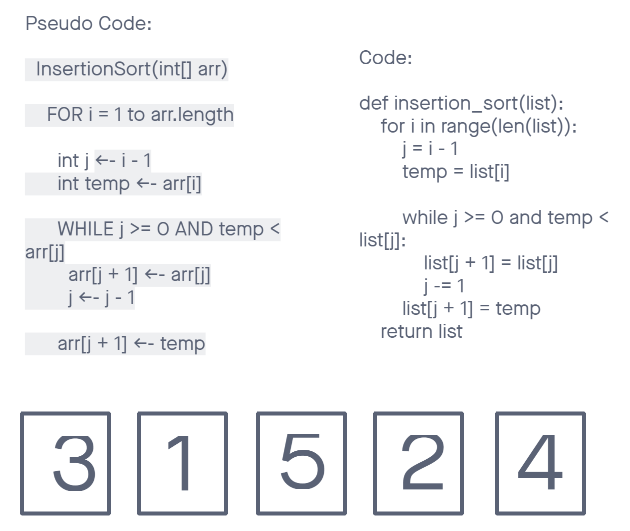 Pseudo Code:
InsertionSort(int[] arr)
FOR i = 1 to arr.length
int j <- i - 1
int temp <- arr[i]
WHILE j >= 0 AND temp <
arr[j]
arr[j + 1] <- arr[j]
j <- j - 1
arr[j + 1] <- temp
Code:
def insertion_sort(list):
for i in range(len(list)):
j = i - 1
temp = list[i]
while j >= 0 and temp <
list[j]:
list[j + 1] = list[j]
j -= 1
list[j + 1] = temp
return list
3 1 5 2 4